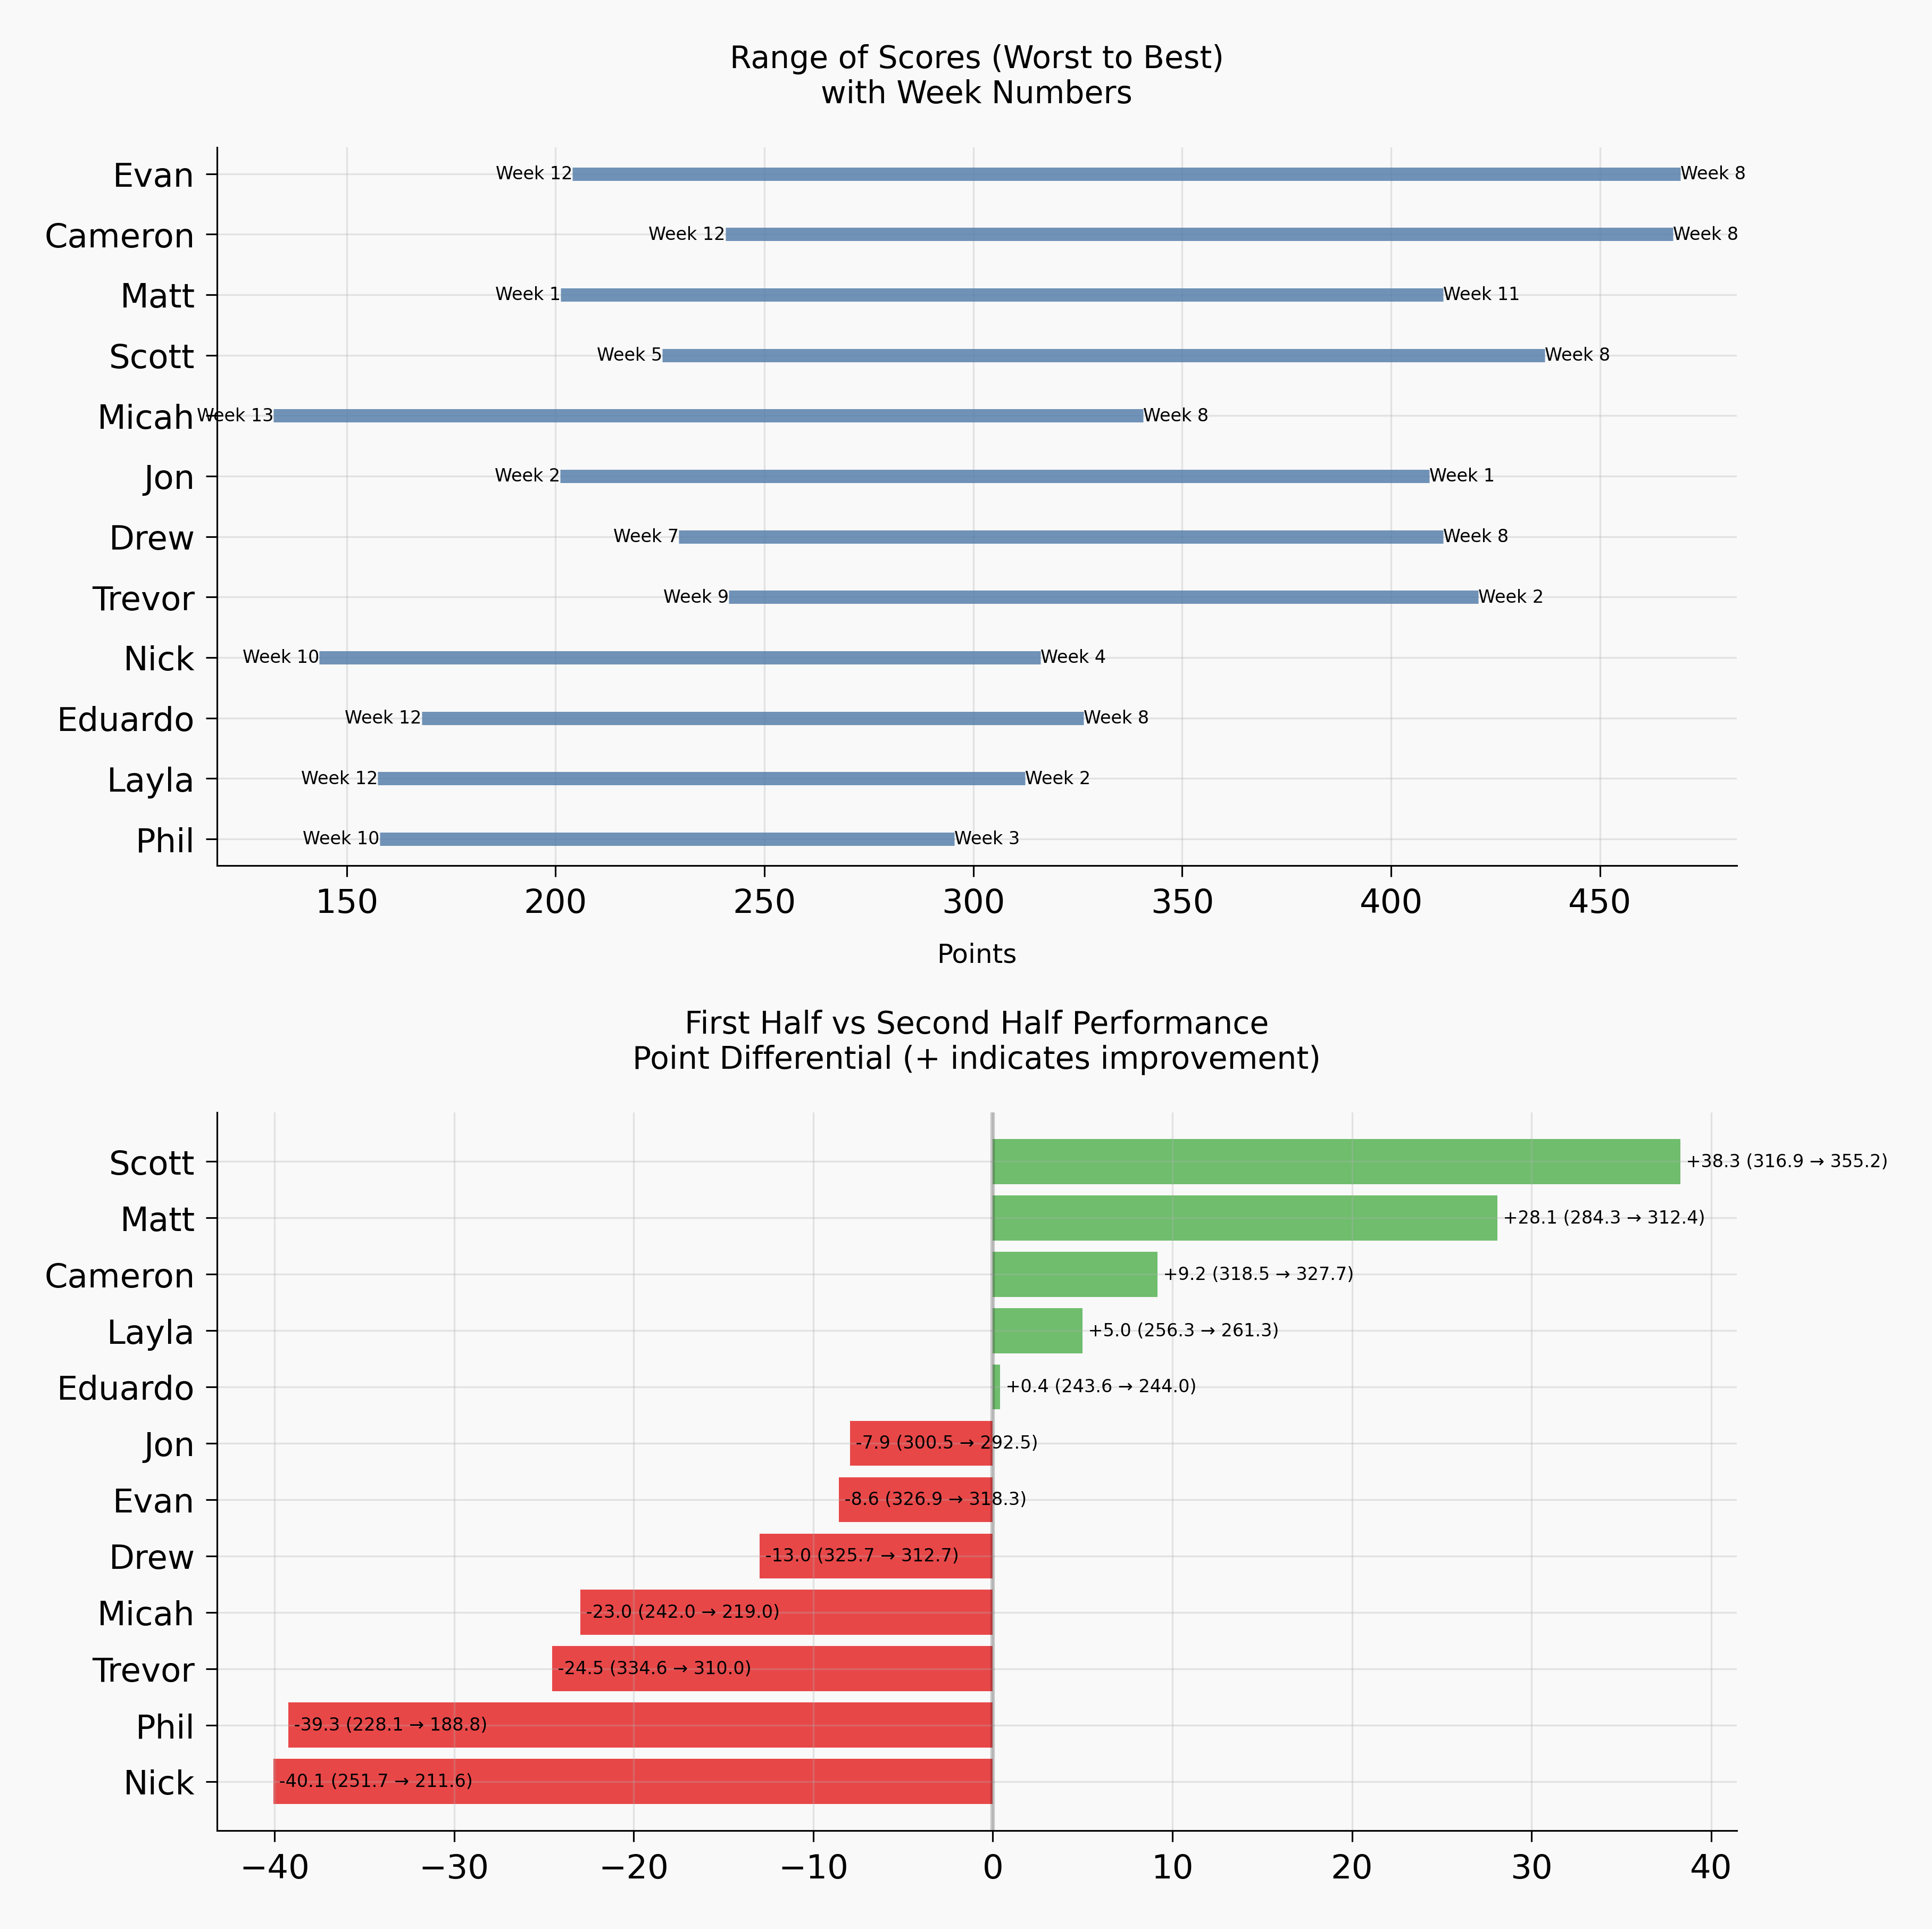 Range of Scores (Worst to Best)
with Week Numbers
Evan Week 12 Week 8
Cameron Week 12 Week 8
Matt Week 1 Week 11
Scott Week 5 Week 8
Micah Week 13 Week 8
Jon Week 2 Week 1
Drew Week 7 Week 8
Trevor Week 9 Week 2
Nick Week 10 Week 4
Eduardo Week 12 Week 8
Layla Week 12 Week 2
Phil Week 10 Week 3
150 200 250 300 350 400 450
Points
First Half vs Second Half Performance
Point Differential (+ indicates improvement)
Scott +38.3 (316.9 → 355.2)
Matt +28.1 (284.3 → 312.4)
Cameron +9.2 (318.5 → 327.7)
Layla +5.0 (256.3 → 261.3)
Eduardo +0.4 (243.6 → 244.0)
Jon -7.9 (300.5 → 292.5)
Evan -8.6 (326.9 → 318.3)
Drew -13.0 (325.7 → 312.7)
Micah -23.0 (242.0 → 219.0)
Trevor -24.5 (334.6 → 310.0)
Phil -39.3 (228.1 → 188.8)
Nick -40.1 (251.7 → 211.6)
−40 −30 −20 −10 0 10 20 30 40